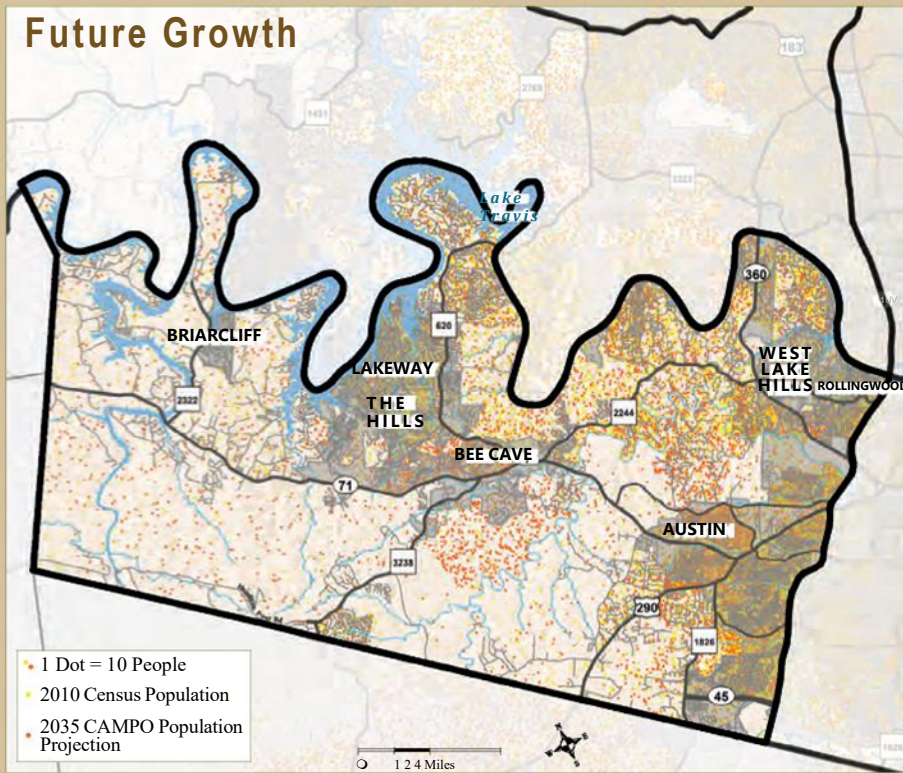 Future Growth
183
2769
1431
2222
Lake
Travis
360
BRIARCLIFF
620
WEST
LAKE
HILLS
ROLLINGWOOD
LAKEWAY
2322
THE
HILLS
2244
BEE CAVE
71
AUSTIN
3238
290
1826
45
1 Dot = 10 People
2010 Census Population
2035 CAMPO Population
Projection
1 2 4 Miles